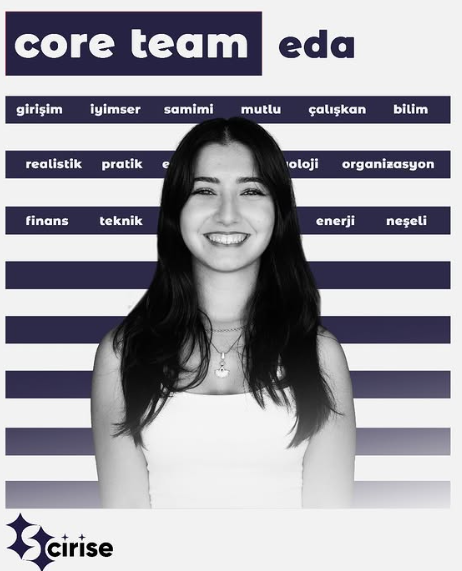 core team eda
girişim iyimser samimi mutlu çalışkan bilim
realistik pratik organizasyon
finans teknik enerji neşeli
Scirise